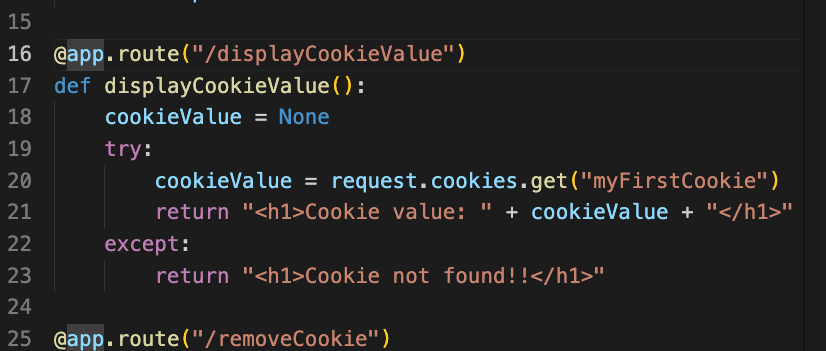 15
16 @app.route("/displayCookieValue")
17 def displayCookieValue():
18     cookieValue = None
19     try:
20         cookieValue = request.cookies.get("myFirstCookie")
21         return "<h1>Cookie value: " + cookieValue + "</h1>"
22     except:
23         return "<h1>Cookie not found!!</h1>"
24
25 @app.route("/removeCookie")